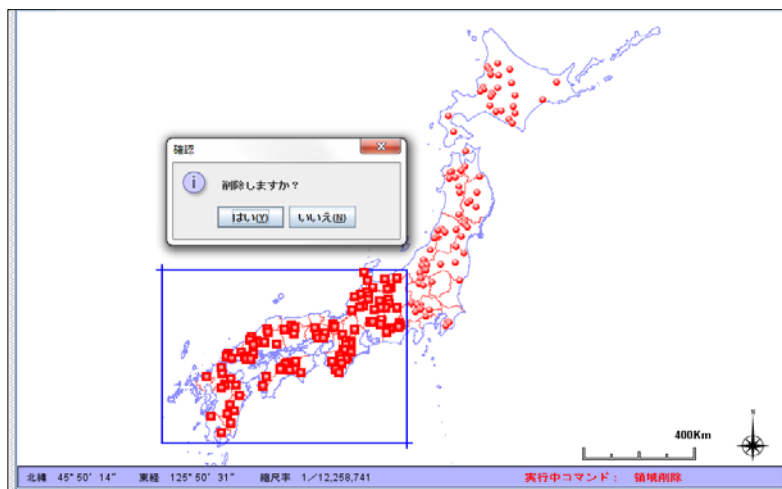 確認
削除しますか？
はい(Y) いいえ(N)
N
400Km
北緯 45°50′14″ 東経 125°50′31″ 縮尺率 1／12,258,741 実行中コマンド： 領域削除